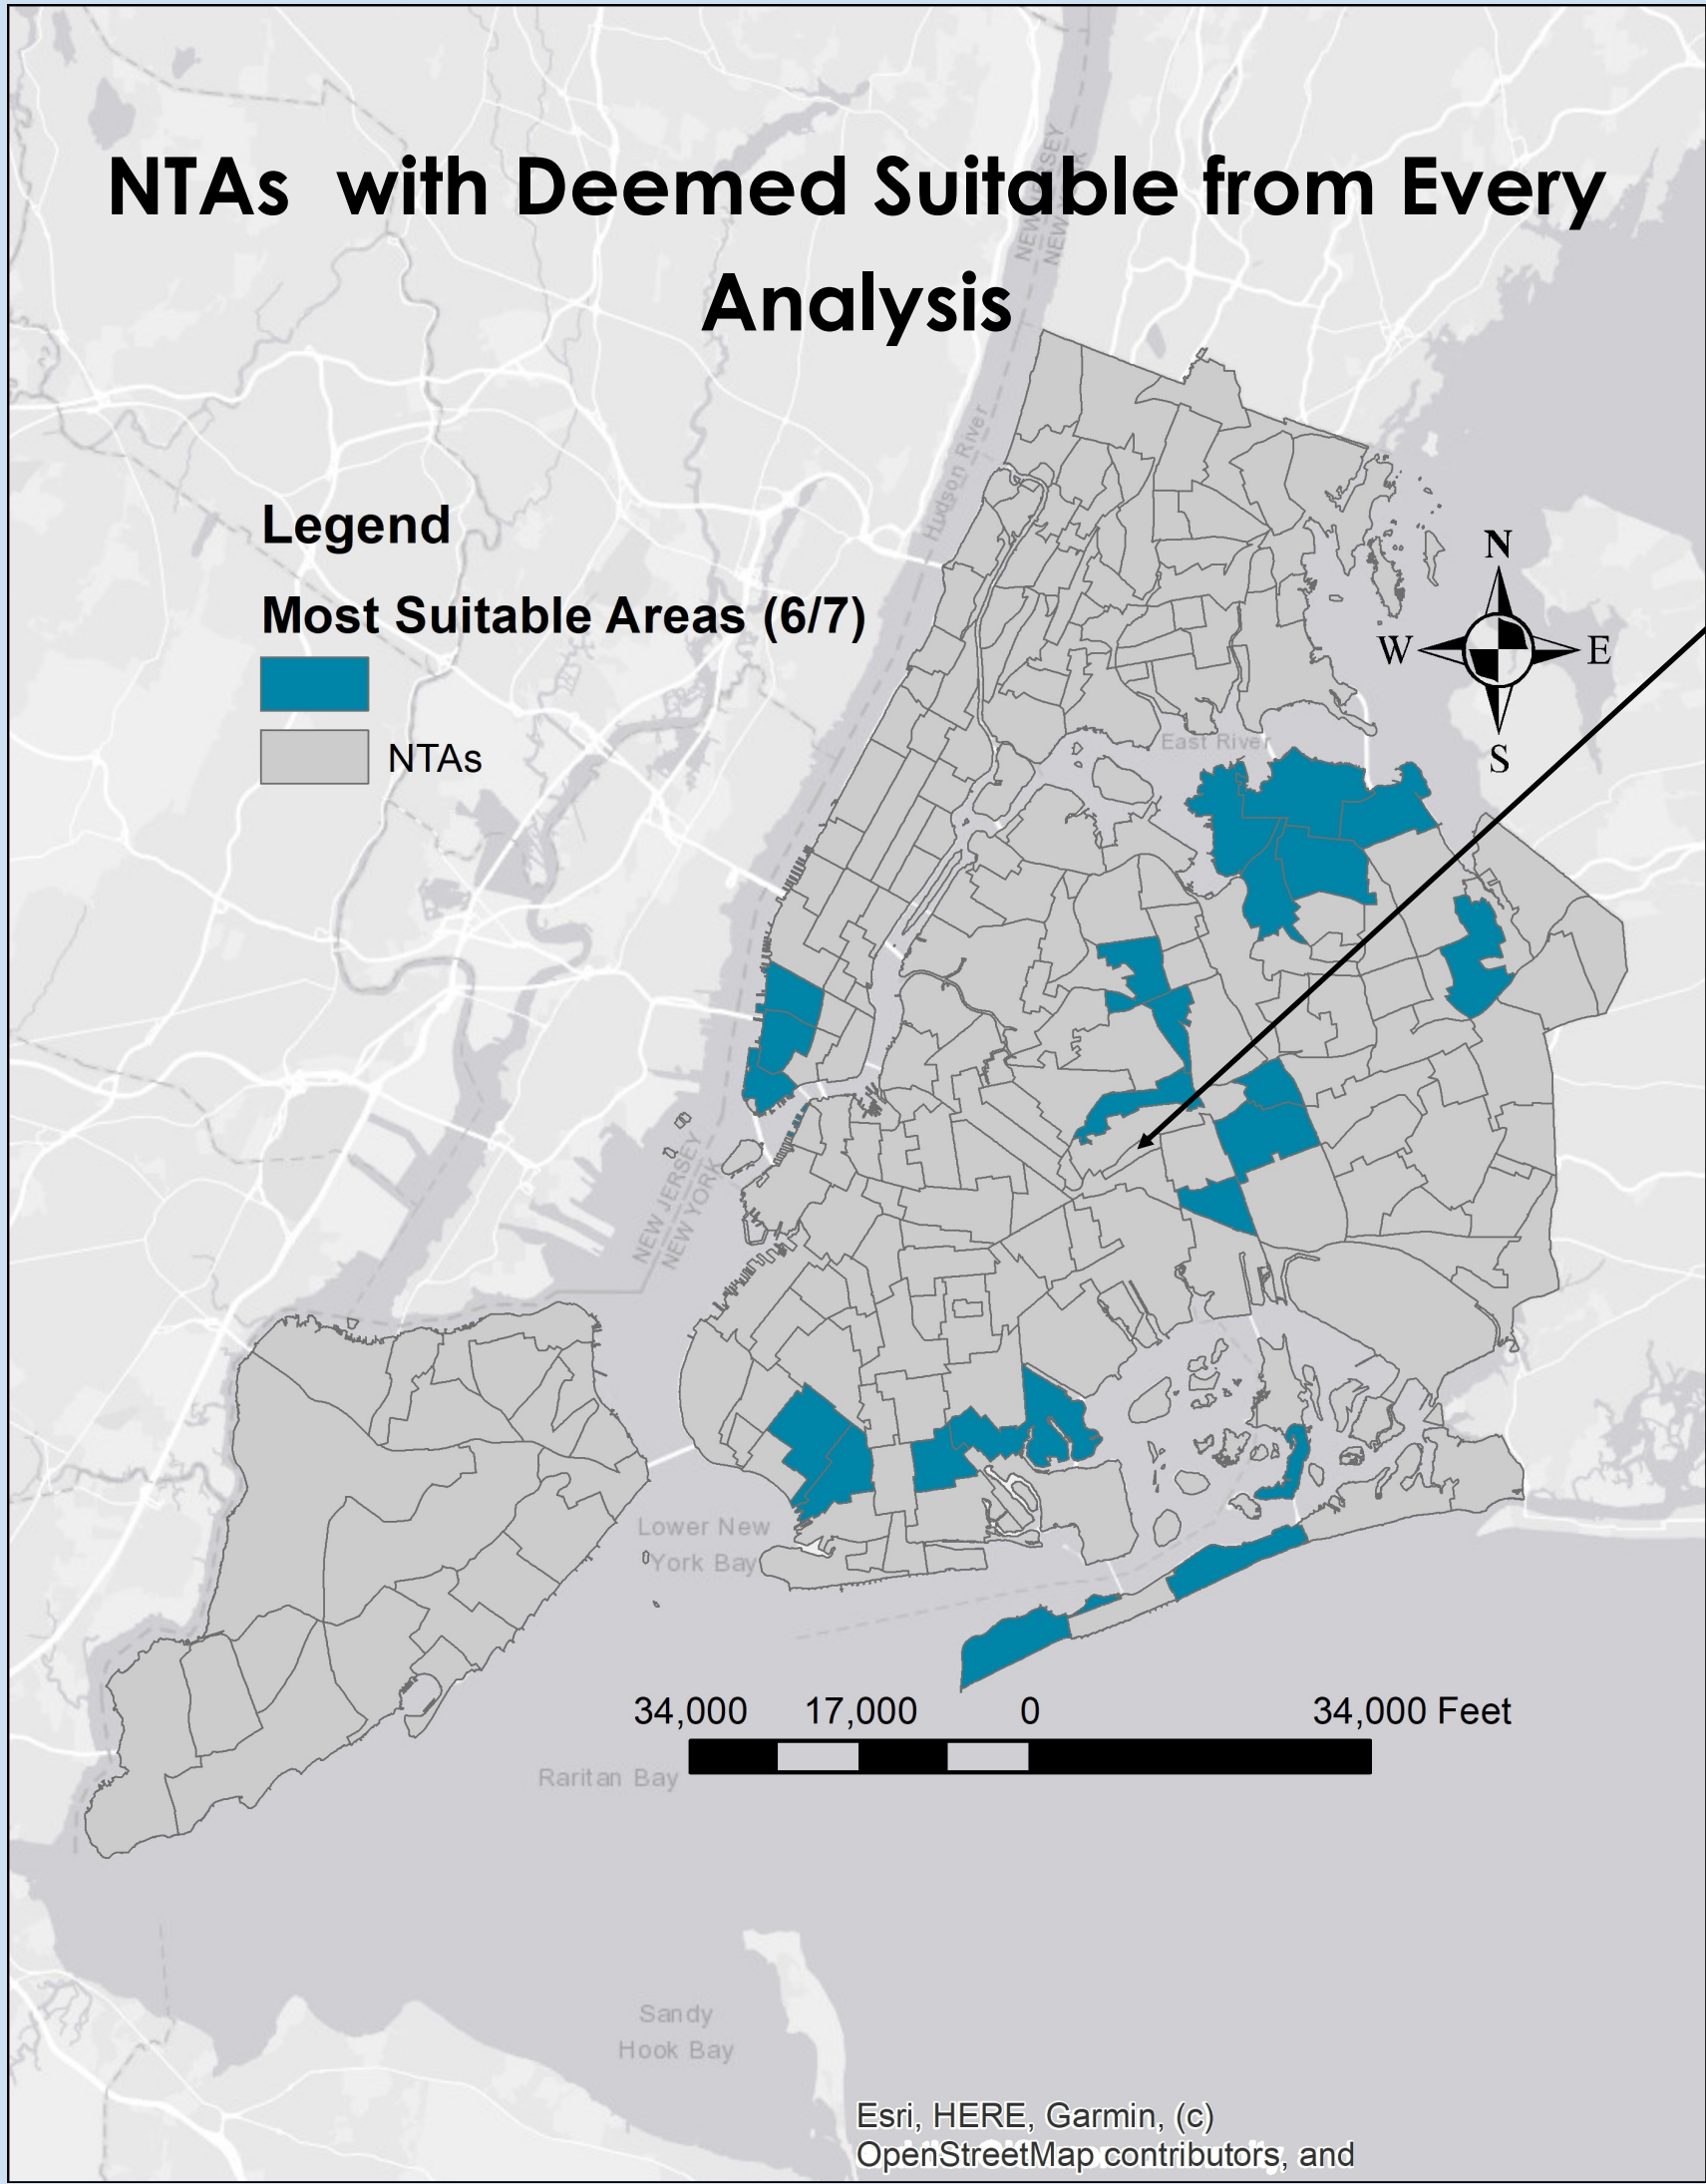 NTAs with Deemed Suitable from Every
Analysis
NEW JERSEY
NEW YORK
Hudson River
Legend
Most Suitable Areas (6/7)
NTAs
N
W
E
S
East River
NEW JERSEY
NEW YORK
Lower New
York Bay
34,000 17,000 0 34,000 Feet
Raritan Bay
Sandy
Hook Bay
Esri, HERE, Garmin, (c)
OpenStreetMap contributors, and